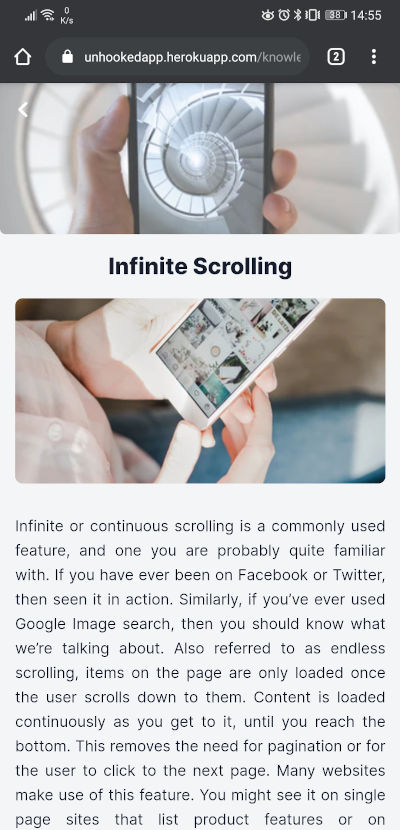 0
K/s
38
14:55
unhookedapp.herokuapp.com/knowle
2
Infinite Scrolling
Infinite or continuous scrolling is a commonly used
feature, and one you are probably quite familiar
with. If you have ever been on Facebook or Twitter,
then seen it in action. Similarly, if you’ve ever used
Google Image search, then you should know what
we’re talking about. Also referred to as endless
scrolling, items on the page are only loaded once
the user scrolls down to them. Content is loaded
continuously as you get to it, until you reach the
bottom. This removes the need for pagination or for
the user to click to the next page. Many websites
make use of this feature. You might see it on single
page sites that list product features or on